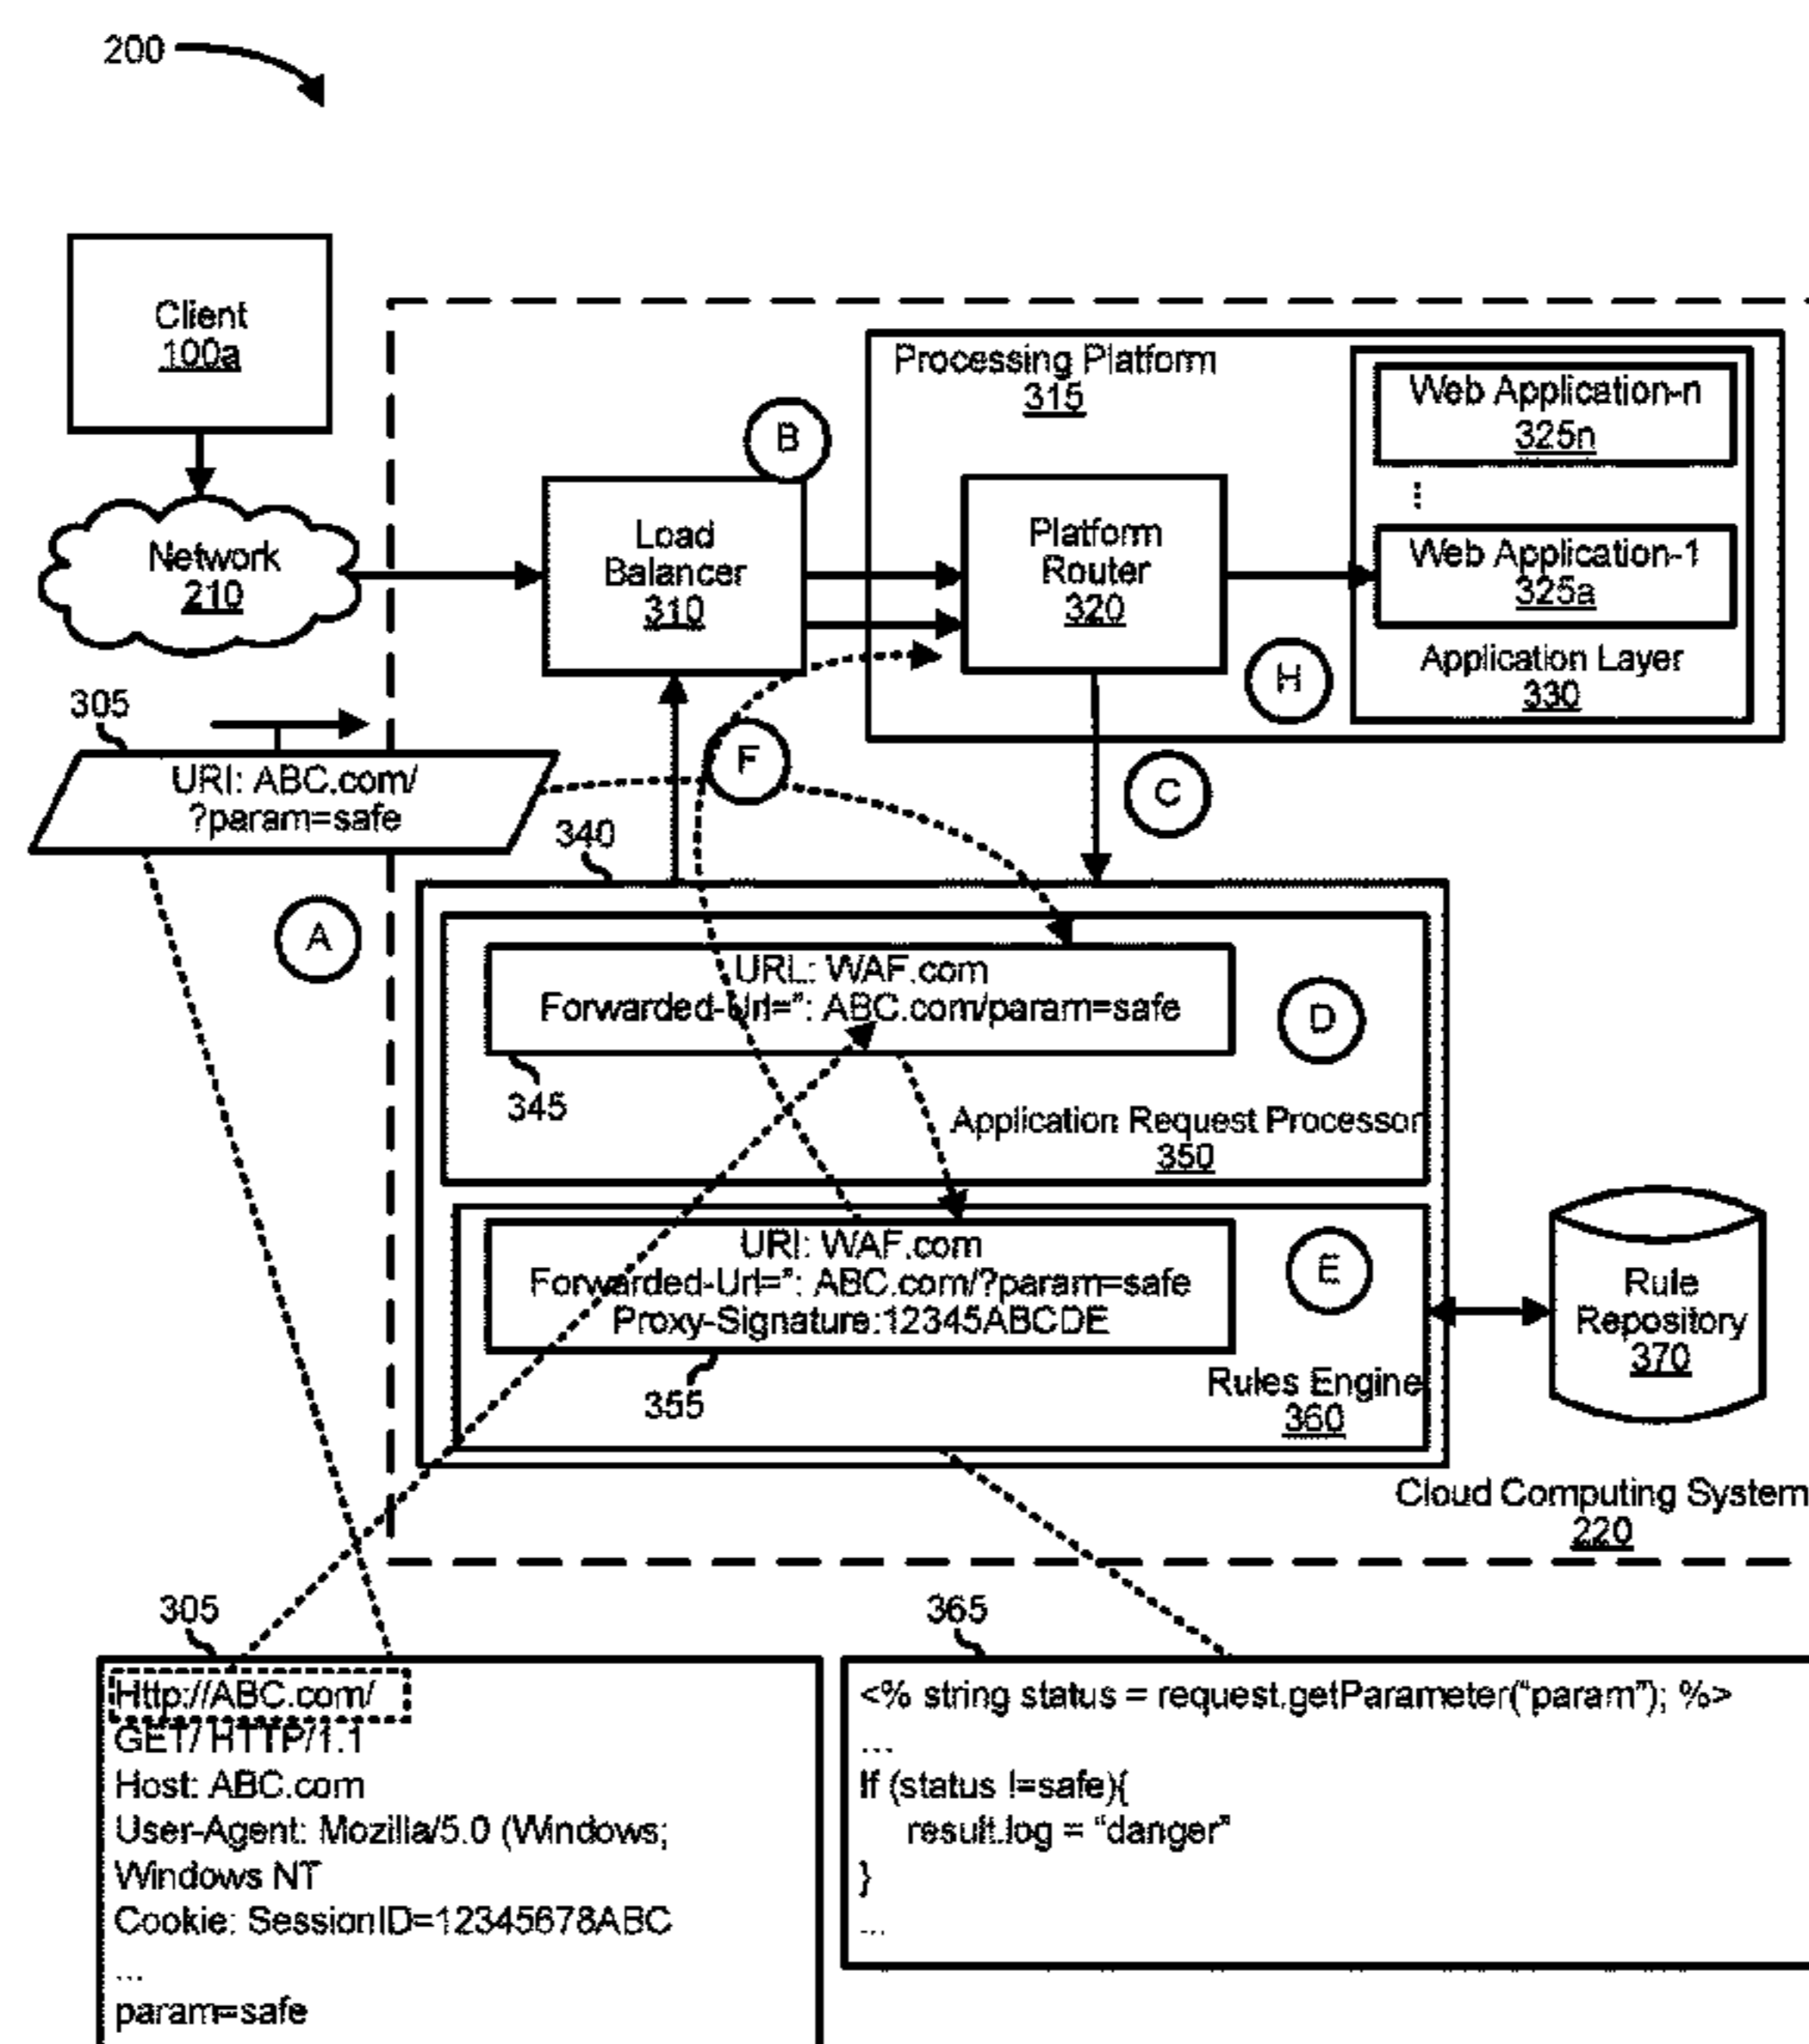 200
Client
100a
Network
210
Processing Platform
315
Web Application-n
325n
...
Web Application-1
325a
Application Layer
330
B
Load
Balancer
310
Platform
Router
320
H
305
URI: ABC.com/
?param=safe
F
C
340
A
URL: WAF.com
Forwarded-Url=”: ABC.com/param=safe
D
345
Application Request Processor
350
URI: WAF.com
Forwarded-Url=”: ABC.com/?param=safe
Proxy-Signature:12345ABCDE
E
355
Rules Engine
360
Rule
Repository
370
Cloud Computing System
220
305
Http://ABC.com/
GET/ HTTP/1.1
Host: ABC.com
User-Agent: Mozilla/5.0 (Windows;
Windows NT
Cookie: SessionID=12345678ABC
...
param=safe
365
<% string status = request.getParameter(“param”); %>
...
If (status !=safe){
result.log = “danger”
}
...